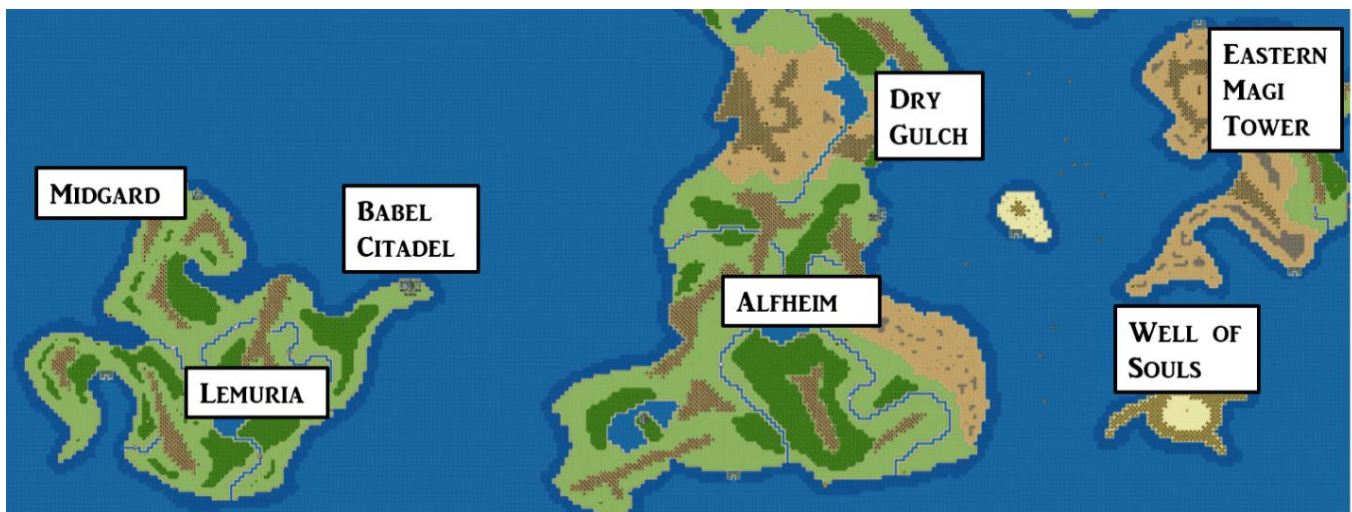 MIDGARD
BABEL
CITADEL
LEMURIA
DRY
GULCH
ALFHEIM
EASTERN
MAGI
TOWER
WELL OF
SOULS